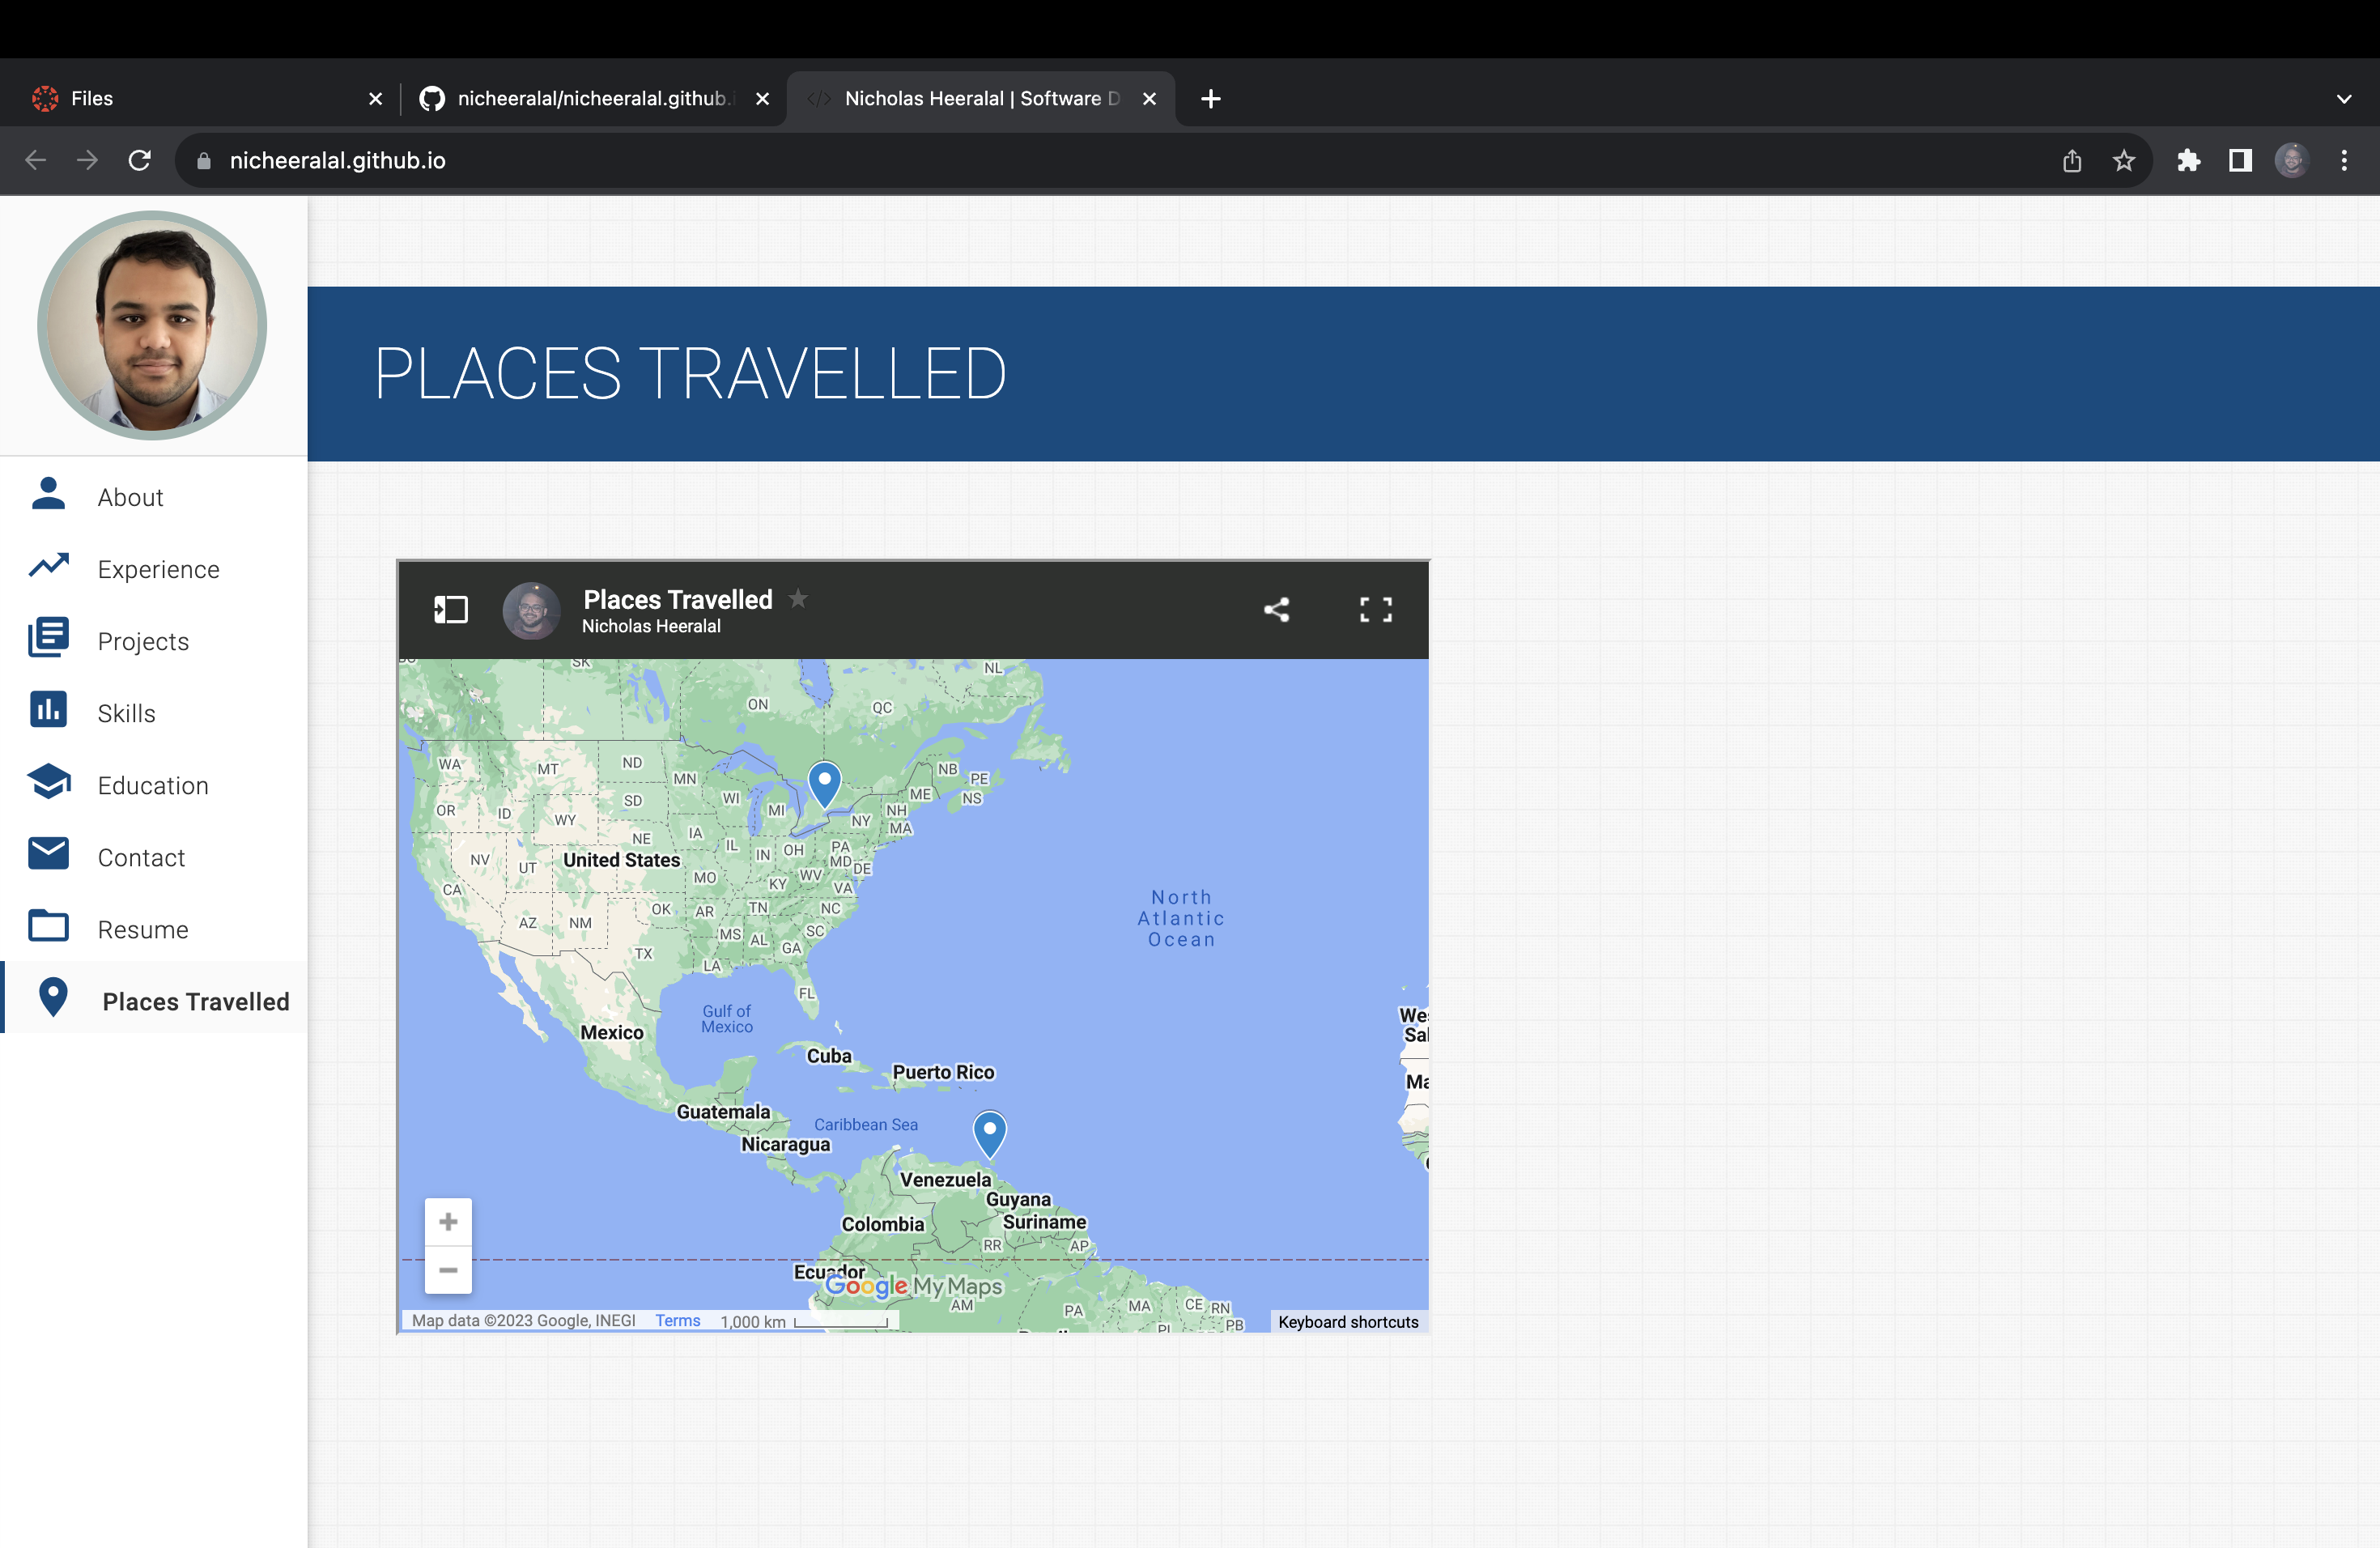 Files
nicheeralal/nicheeralal.github.
Nicholas Heeralal | Software D
nicheeralal.github.io
About
Experience
Projects
Skills
Education
Contact
Resume
Places Travelled
PLACES TRAVELLED
Places Travelled
Nicholas Heeralal
SK
NL
ON
QC
WA
MT
ND
MN
NB
PE
NS
OR
ID
SD
WI
MI
ME
NH
MA
WY
NY
NE
IA
IL
IN
OH
PA
MD
DE
NV
UT
United States
MO
KY
WV
VA
CA
AZ
NM
OK
AR
TN
NC
MS
AL
GA
SC
TX
LA
FL
North
Atlantic
Ocean
Gulf of
Mexico
Mexico
Cuba
Puerto Rico
Guatemala
Caribbean Sea
Nicaragua
Venezuela
Guyana
Colombia
Suriname
RR
AP
Ecuador
Google My Maps
AM
PA
MA
CE
RN
PB
Map data ©2023 Google, INEGI
Terms
1,000 km
Keyboard shortcuts